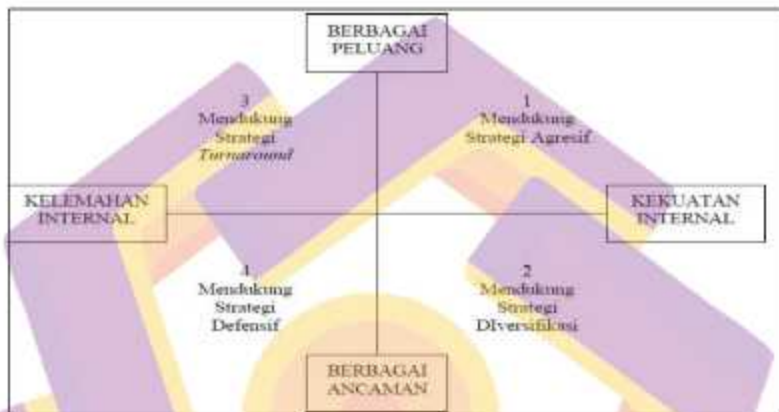 BERBAGAI
PELUANG
3
Mendukung
Strategi
Turnaround
1
Mendukung
Strategi Agresif
KELEMAHAN
INTERNAL
KEKUATAN
INTERNAL
4
Mendukung
Strategi
Defensif
2
Mendukung
Strategi
DIversifikasi
BERBAGAI
ANCAMAN